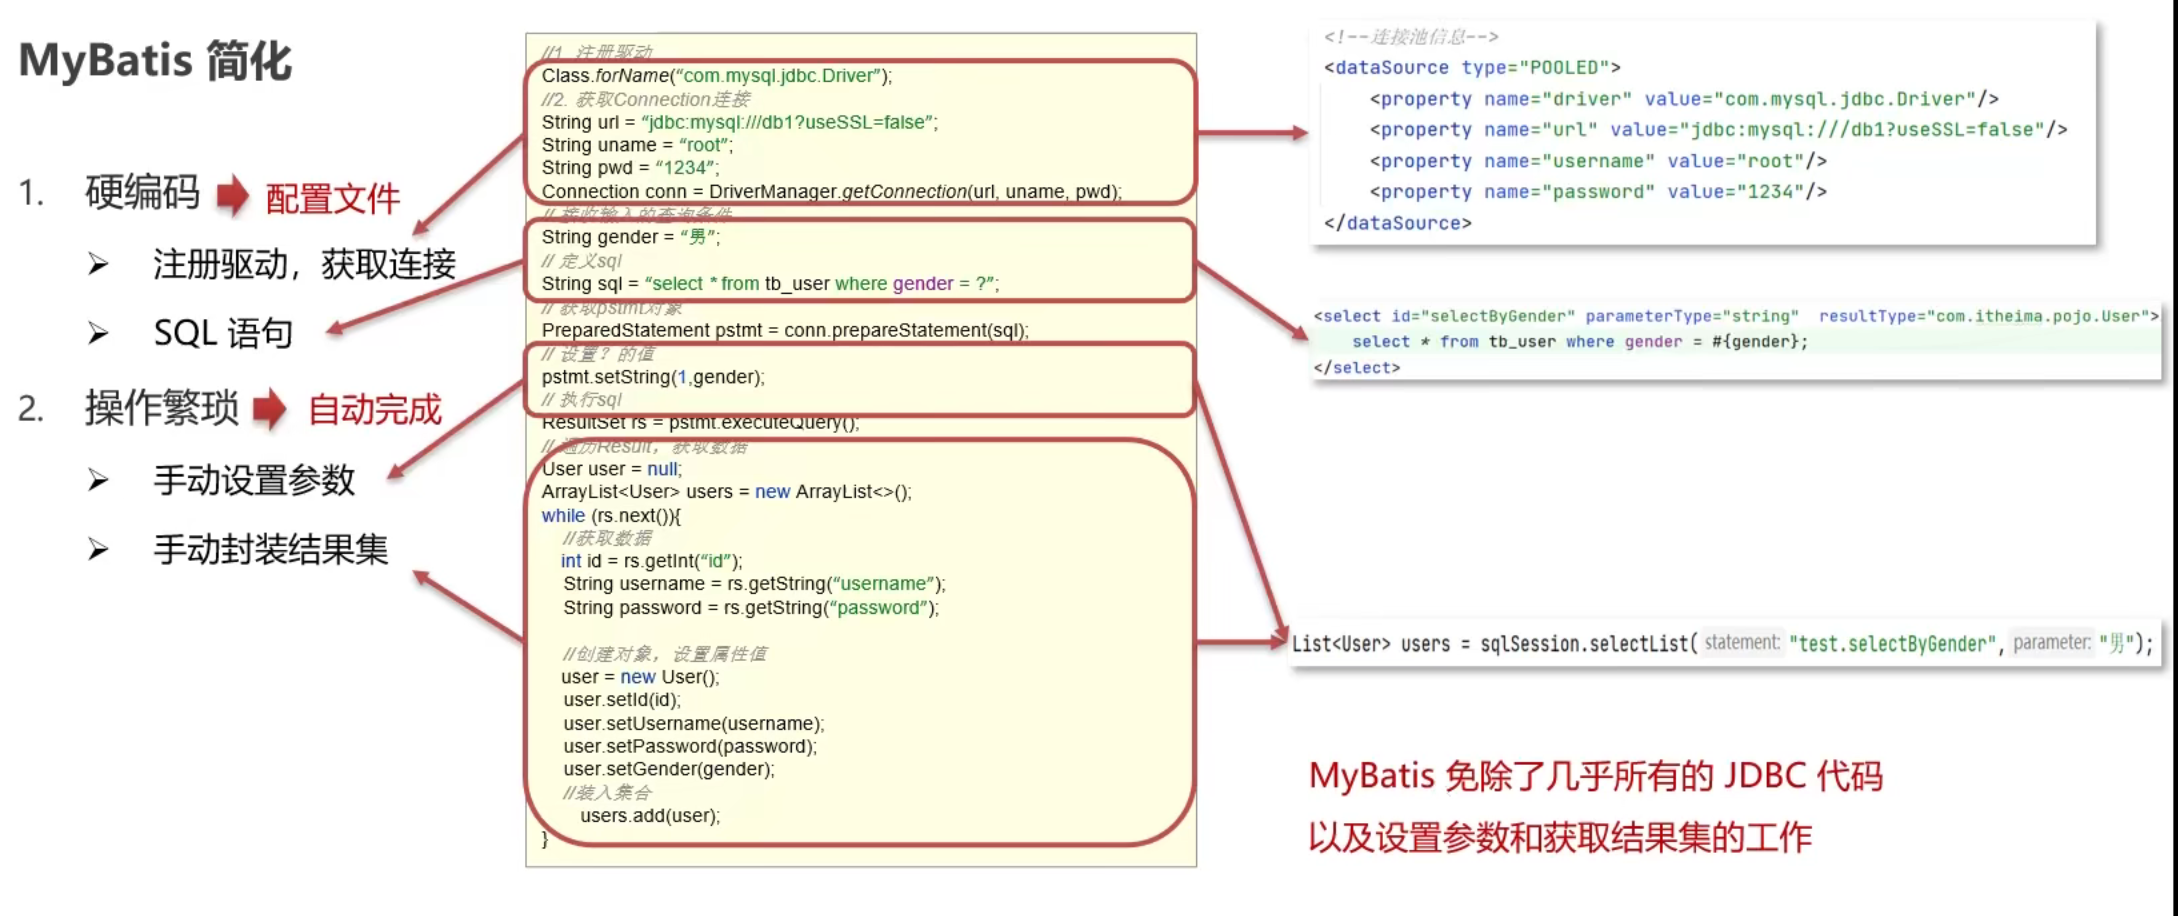 MyBatis 简化
1. 硬编码 配置文件
➢ 注册驱动，获取连接
➢ SQL 语句
2. 操作繁琐 自动完成
➢ 手动设置参数
➢ 手动封装结果集
//1. 注册驱动
Class.forName(“com.mysql.jdbc.Driver”);
//2. 获取Connection连接
String url = “jdbc:mysql:///db1?useSSL=false”;
String uname = “root”;
String pwd = “1234”;
Connection conn = DriverManager.getConnection(url, uname, pwd);
// 接收输入的查询条件
String gender = “男”;
// 定义sql
String sql = “select * from tb_user where gender = ?”;
// 获取pstmt对象
PreparedStatement pstmt = conn.prepareStatement(sql);
// 设置？的值
pstmt.setString(1,gender);
// 执行sql
ResultSet rs = pstmt.executeQuery();
// 遍历Result，获取数据
User user = null;
ArrayList<User> users = new ArrayList<>();
while (rs.next()){
//获取数据
int id = rs.getInt(“id”);
String username = rs.getString(“username”);
String password = rs.getString(“password”);
//创建对象，设置属性值
user = new User();
user.setId(id);
user.setUsername(username);
user.setPassword(password);
user.setGender(gender);
//装入集合
users.add(user);
}
<!--连接池信息-->
<dataSource type="POOLED">
<property name="driver" value="com.mysql.jdbc.Driver"/>
<property name="url" value="jdbc:mysql:///db1?useSSL=false"/>
<property name="username" value="root"/>
<property name="password" value="1234"/>
</dataSource>
<select id="selectByGender" parameterType="string" resultType="com.itheima.pojo.User">
select * from tb_user where gender = #{gender};
</select>
List<User> users = sqlSession.selectList( statement: "test.selectByGender", parameter: "男");
MyBatis 免除了几乎所有的 JDBC 代码
以及设置参数和获取结果集的工作